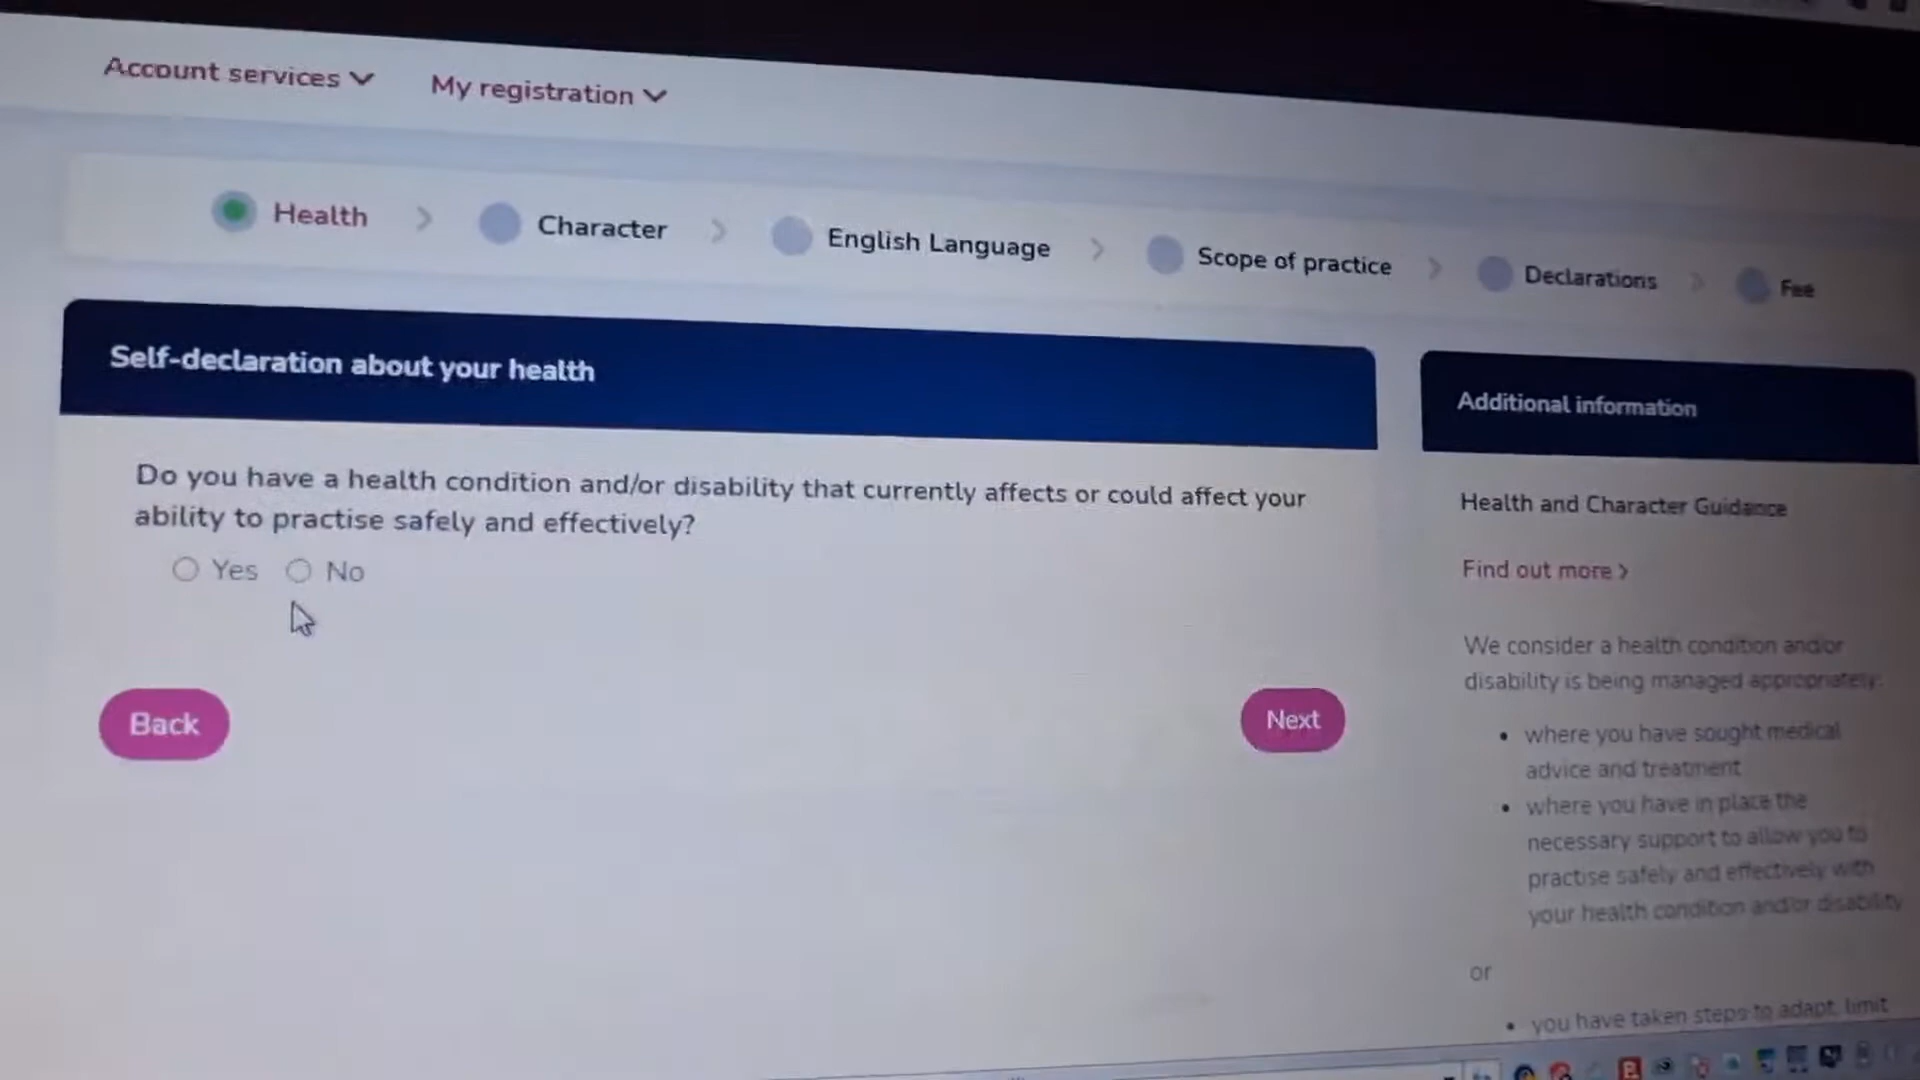 Account services
My registration
Health
Character
English Language
Scope of practice
Declarations
Fee
Self-declaration about your health
Do you have a health condition and/or disability that currently affects or could affect your
ability to practise safely and effectively?
Yes
No
Back
Next
Additional information
Health and Character Guidance
Find out more
We consider a health condition and/or
disability is being managed appropriately:
• where you have sought medical
advice and treatment
• where you have in place the
necessary support to allow you to
practise safely and effectively with
your health condition and/or disability
or
• you have taken steps to adapt, limit